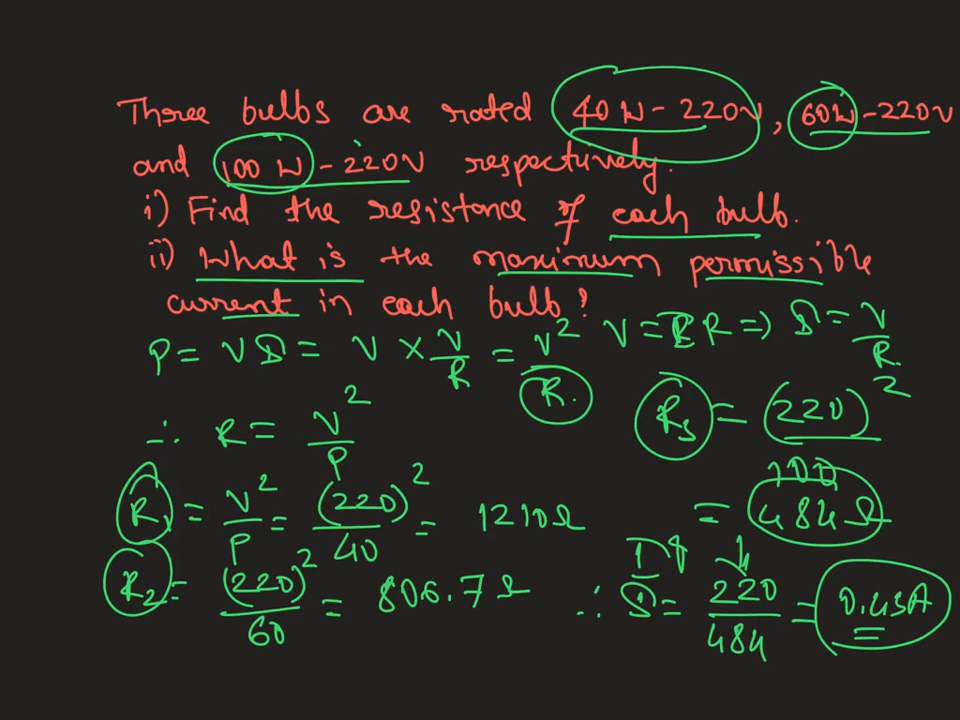 Three bulbs are rated 40 W - 220V, 60W - 220V
and 100 W - 220V respectively.
i) Find the resistance of each bulb.
ii) What is the maximum permissible
current in each bulb?
P = VI = V × V/R = V²/R. V = IR => I = V/R.
∴ R = V²/P
R₁ = V²/P = (220)²/40 = 1210Ω
R₂ = (220)²/60 = 806.7Ω
R₃ = (220)²/100
= 484Ω
∴ I = 220/484 = 0.45A